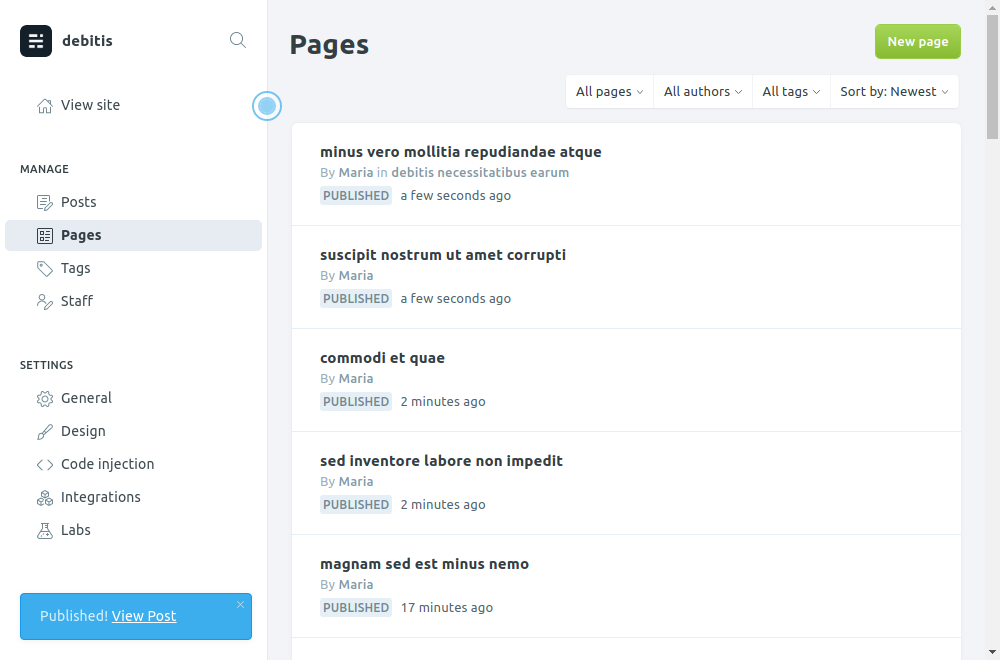 debitis
View site
MANAGE
Posts
Pages
Tags
Staff
SETTINGS
General
Design
Code injection
Integrations
Labs
Published! View Post
Pages
New page
All pages
All authors
All tags
Sort by: Newest
minus vero mollitia repudiandae atque
By Maria in debitis necessitatibus earum
PUBLISHED a few seconds ago
suscipit nostrum ut amet corrupti
By Maria
PUBLISHED a few seconds ago
commodi et quae
By Maria
PUBLISHED 2 minutes ago
sed inventore labore non impedit
By Maria
PUBLISHED 2 minutes ago
magnam sed est minus nemo
By Maria
PUBLISHED 17 minutes ago